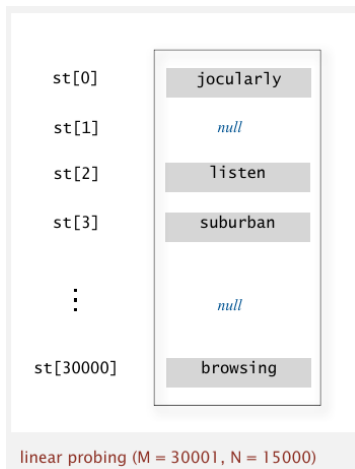 st[0] jocularly
st[1] null
st[2] listen
st[3] suburban
⋮ null
st[30000] browsing
linear probing (M = 30001, N = 15000)